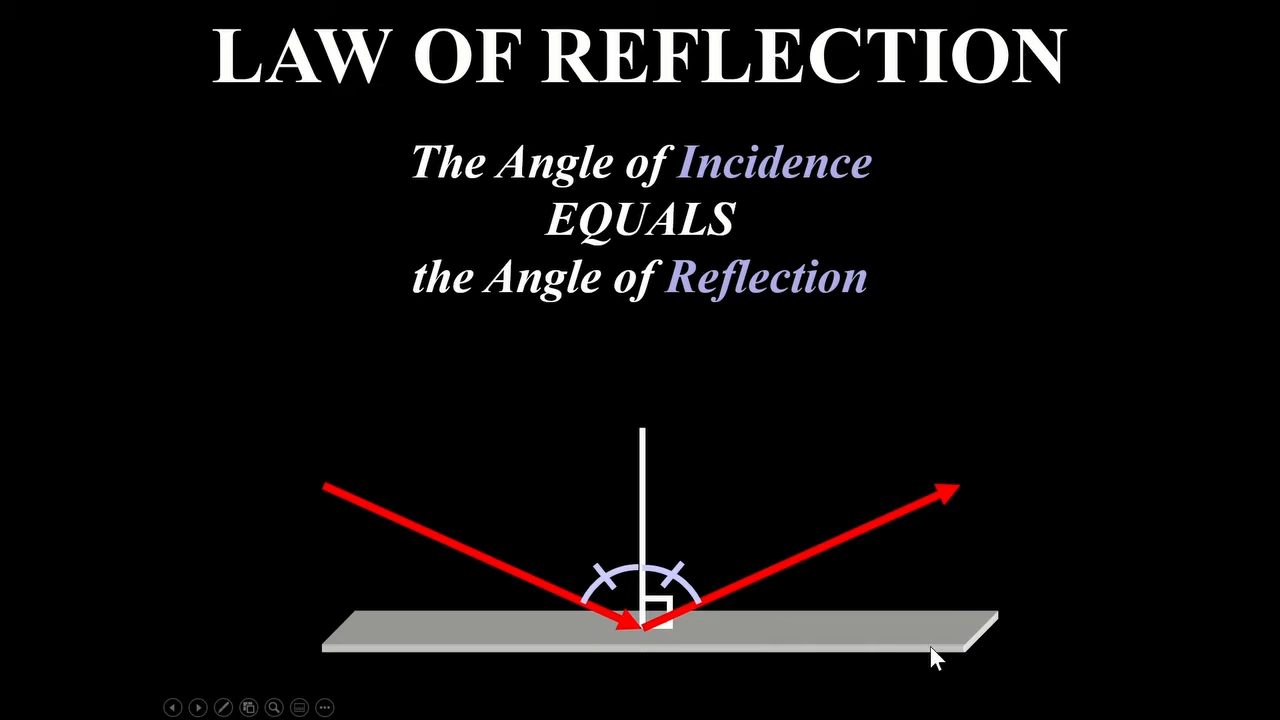 LAW OF REFLECTION
The Angle of Incidence
EQUALS
the Angle of Reflection